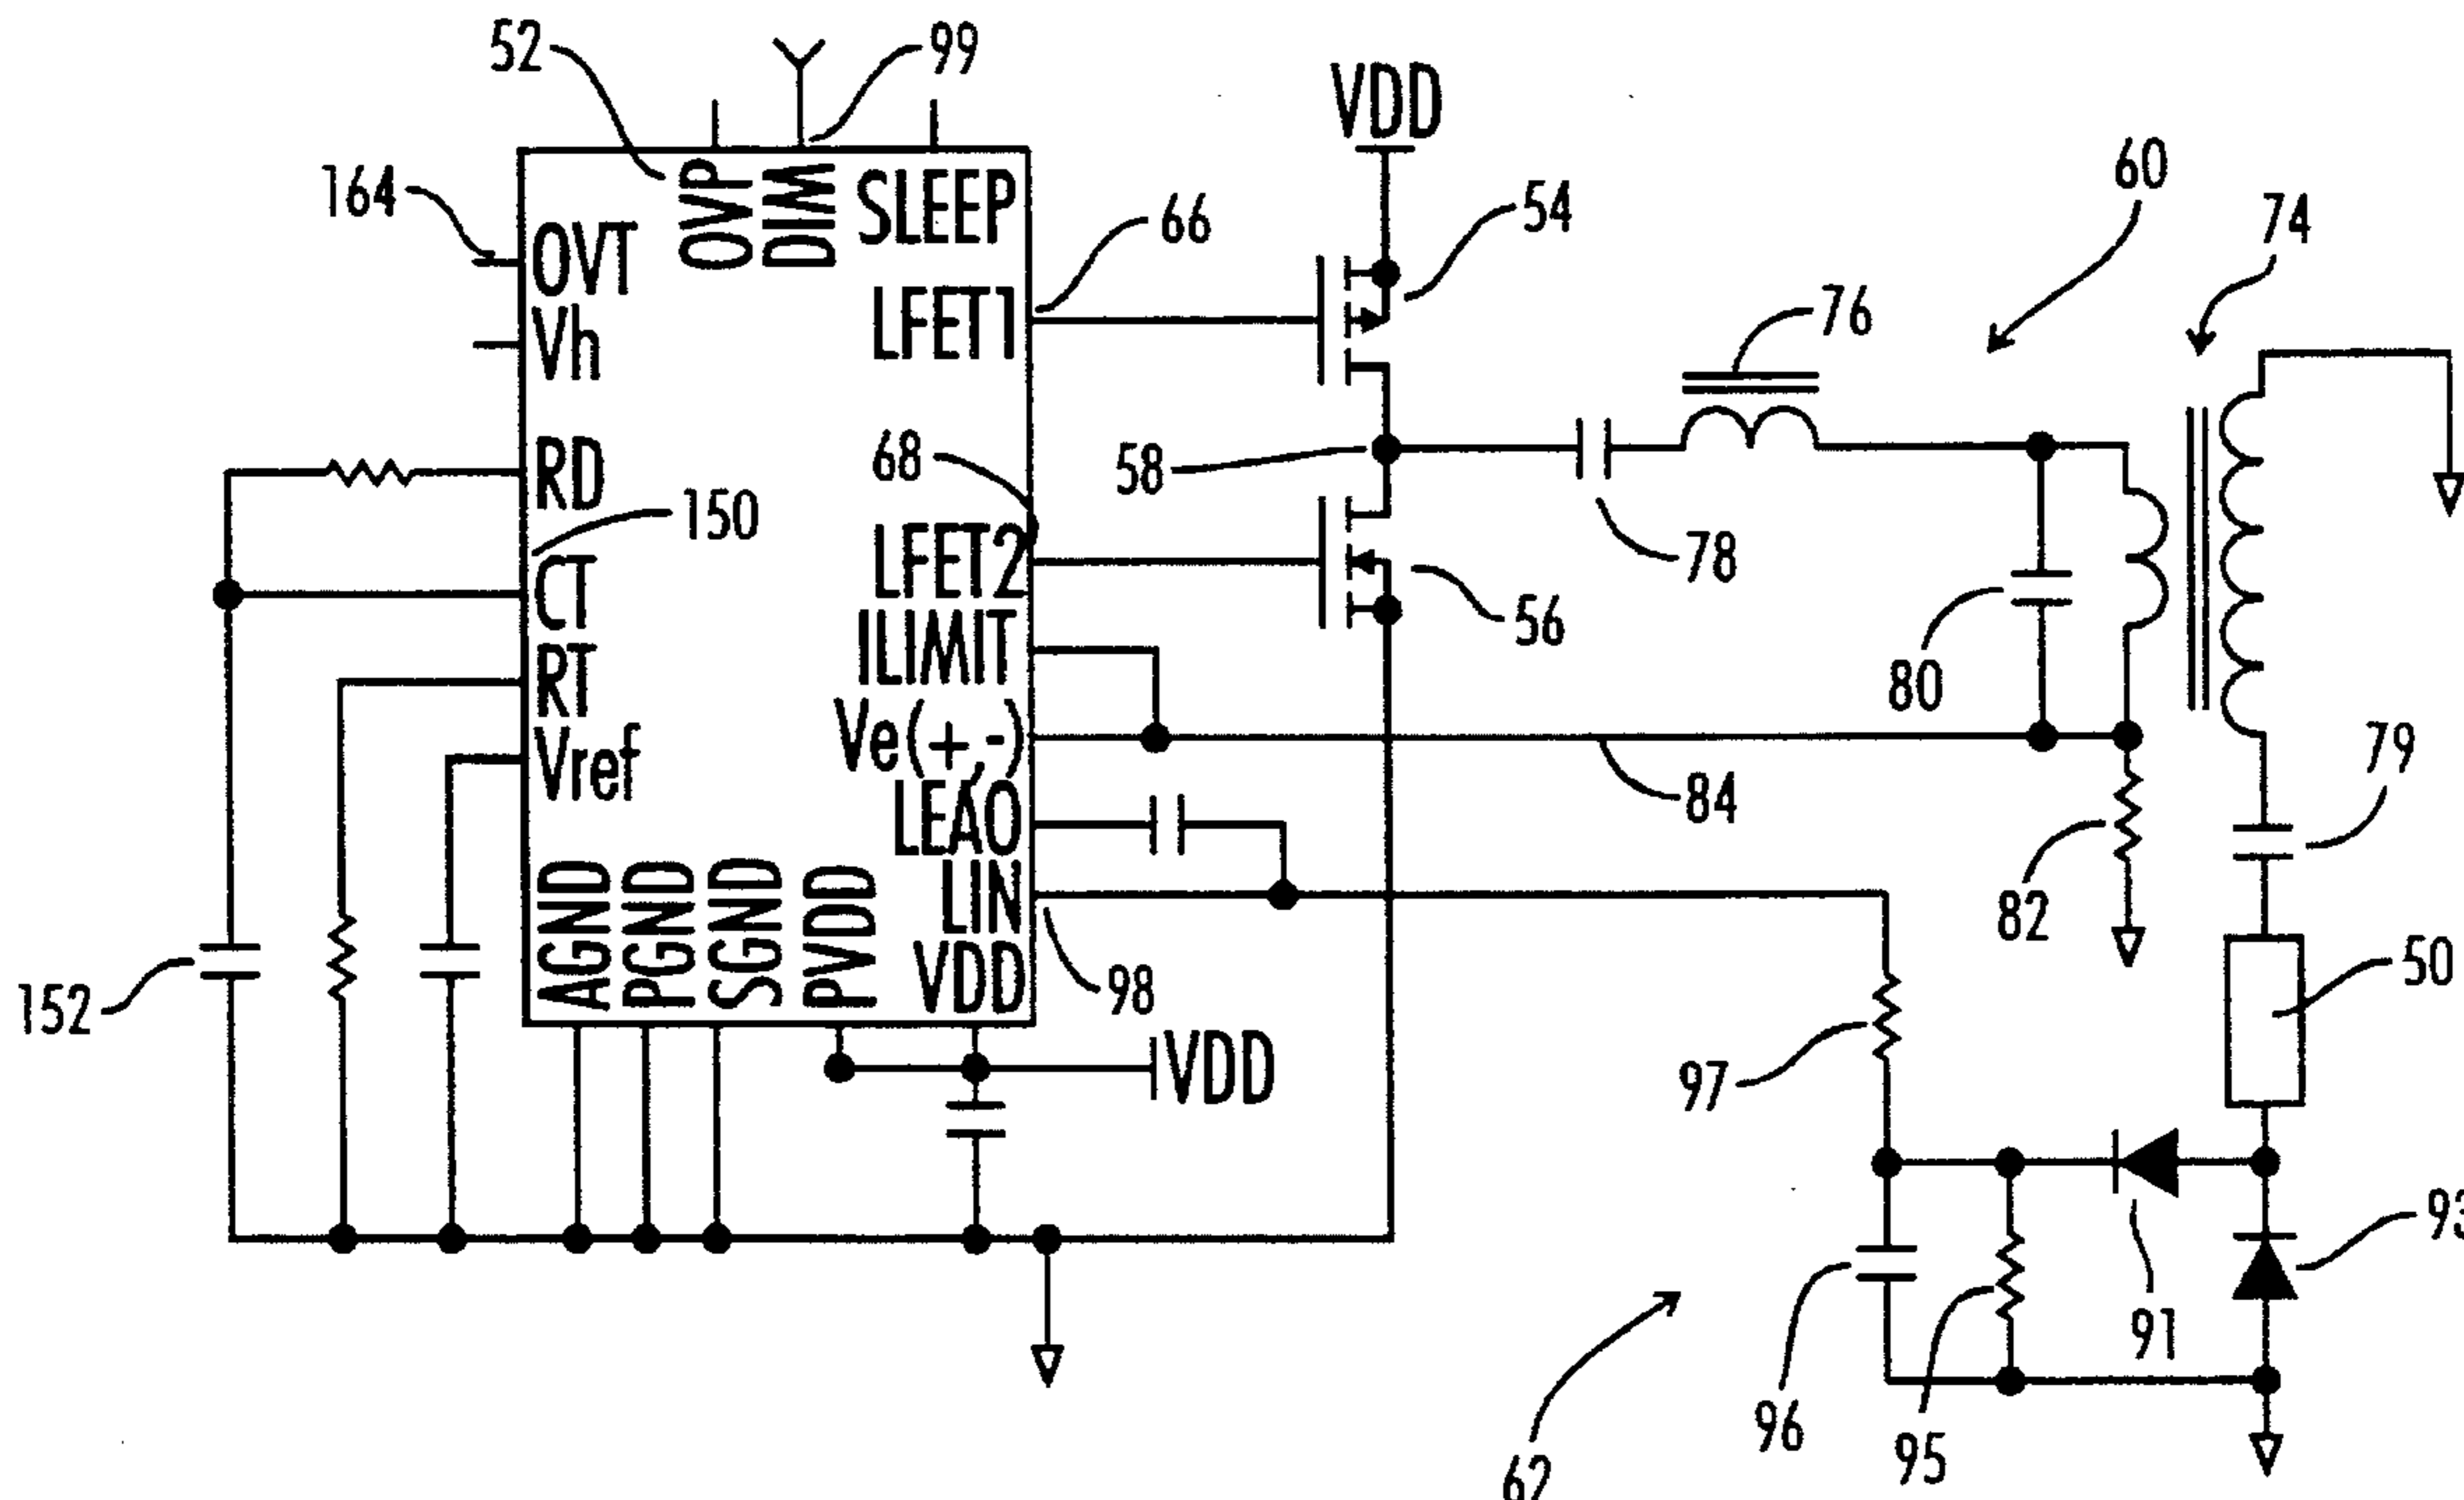 52
99
VDD
60
74
164
OVP
DIM
SLEEP
66
54
OVT
LFET1
76
Vh
68
58
RD
150
LFET2
78
CT
56
ILIMIT
RT
80
Ve(+,-)
Vref
84
79
LEAO
82
LIN
AGND
PGND
SGND
PVDD
VDD
98
50
152
VDD
97
93
91
96
95
62